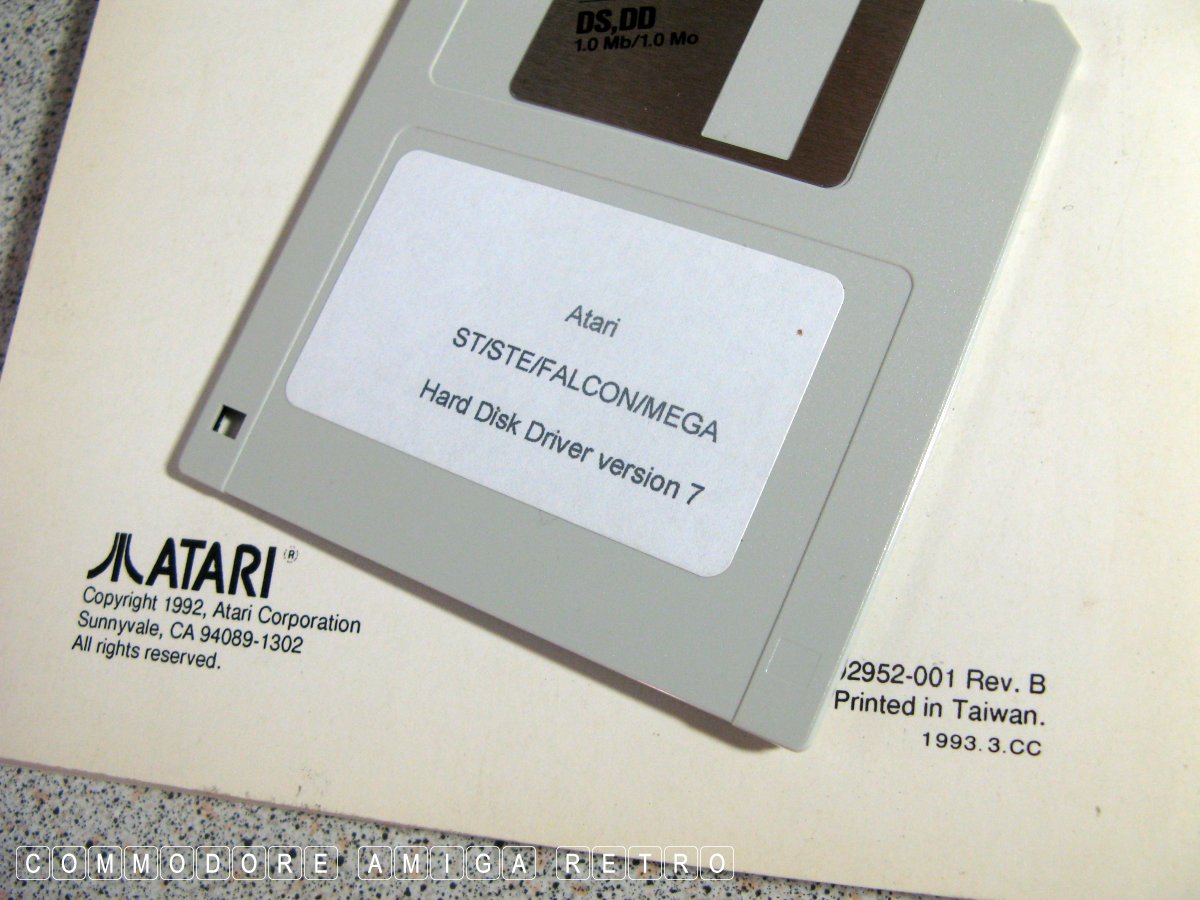 DS,DD
1.0 Mb/1.0 Mo
Atari
ST/STE/FALCON/MEGA
Hard Disk Driver version 7
ATARI®
Copyright 1992, Atari Corporation
Sunnyvale, CA 94089-1302
All rights reserved.
2952-001 Rev. B
Printed in Taiwan.
1993.3.CC
COMMODORE AMIGA RETRO